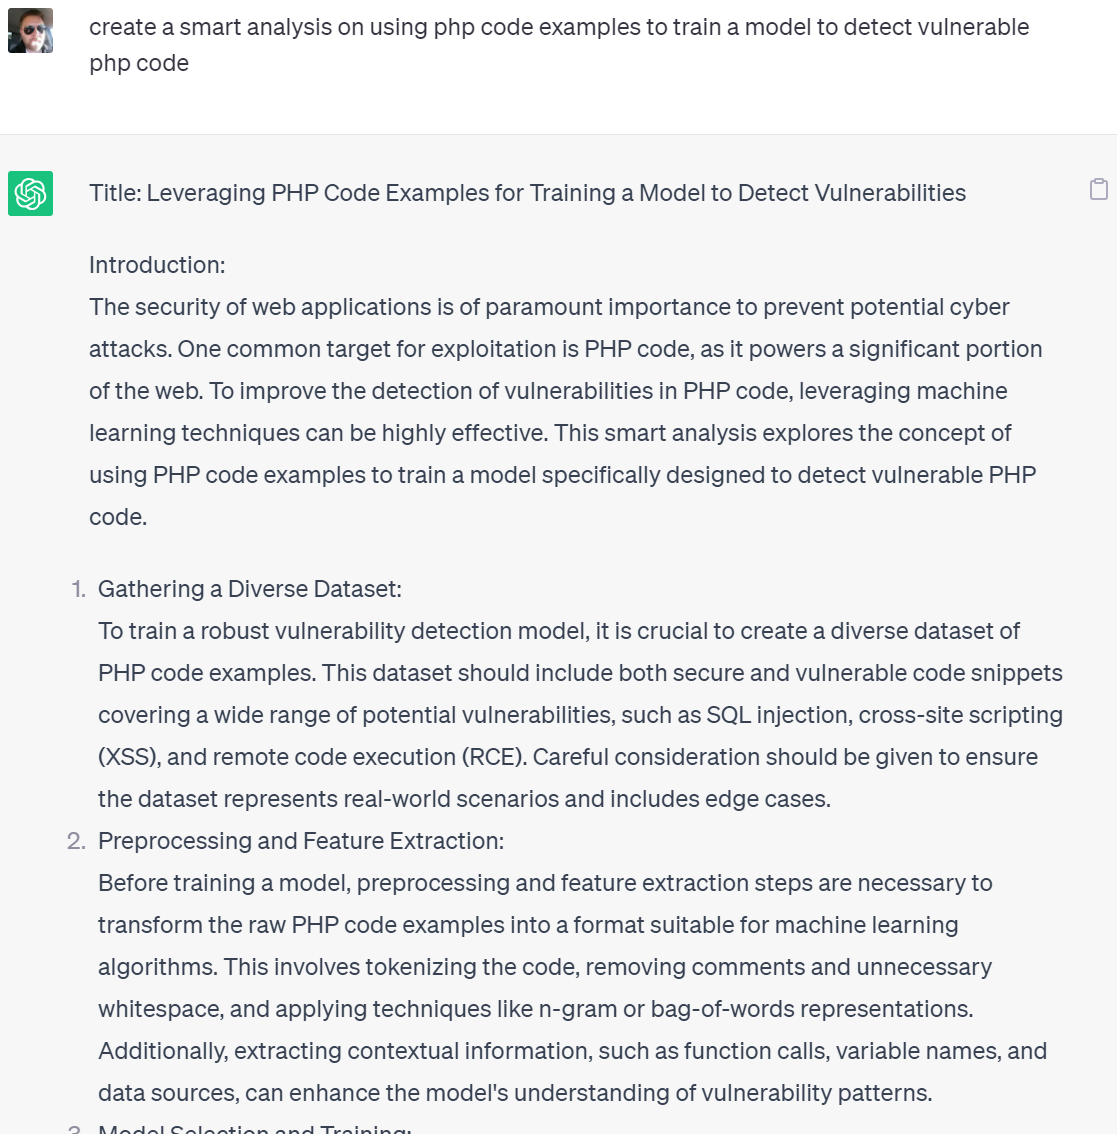 create a smart analysis on using php code examples to train a model to detect vulnerable
php code
Title: Leveraging PHP Code Examples for Training a Model to Detect Vulnerabilities
Introduction:
The security of web applications is of paramount importance to prevent potential cyber
attacks. One common target for exploitation is PHP code, as it powers a significant portion
of the web. To improve the detection of vulnerabilities in PHP code, leveraging machine
learning techniques can be highly effective. This smart analysis explores the concept of
using PHP code examples to train a model specifically designed to detect vulnerable PHP
code.
1. Gathering a Diverse Dataset:
To train a robust vulnerability detection model, it is crucial to create a diverse dataset of
PHP code examples. This dataset should include both secure and vulnerable code snippets
covering a wide range of potential vulnerabilities, such as SQL injection, cross-site scripting
(XSS), and remote code execution (RCE). Careful consideration should be given to ensure
the dataset represents real-world scenarios and includes edge cases.
2. Preprocessing and Feature Extraction:
Before training a model, preprocessing and feature extraction steps are necessary to
transform the raw PHP code examples into a format suitable for machine learning
algorithms. This involves tokenizing the code, removing comments and unnecessary
whitespace, and applying techniques like n-gram or bag-of-words representations.
Additionally, extracting contextual information, such as function calls, variable names, and
data sources, can enhance the model's understanding of vulnerability patterns.
3. Model Selection and Training: